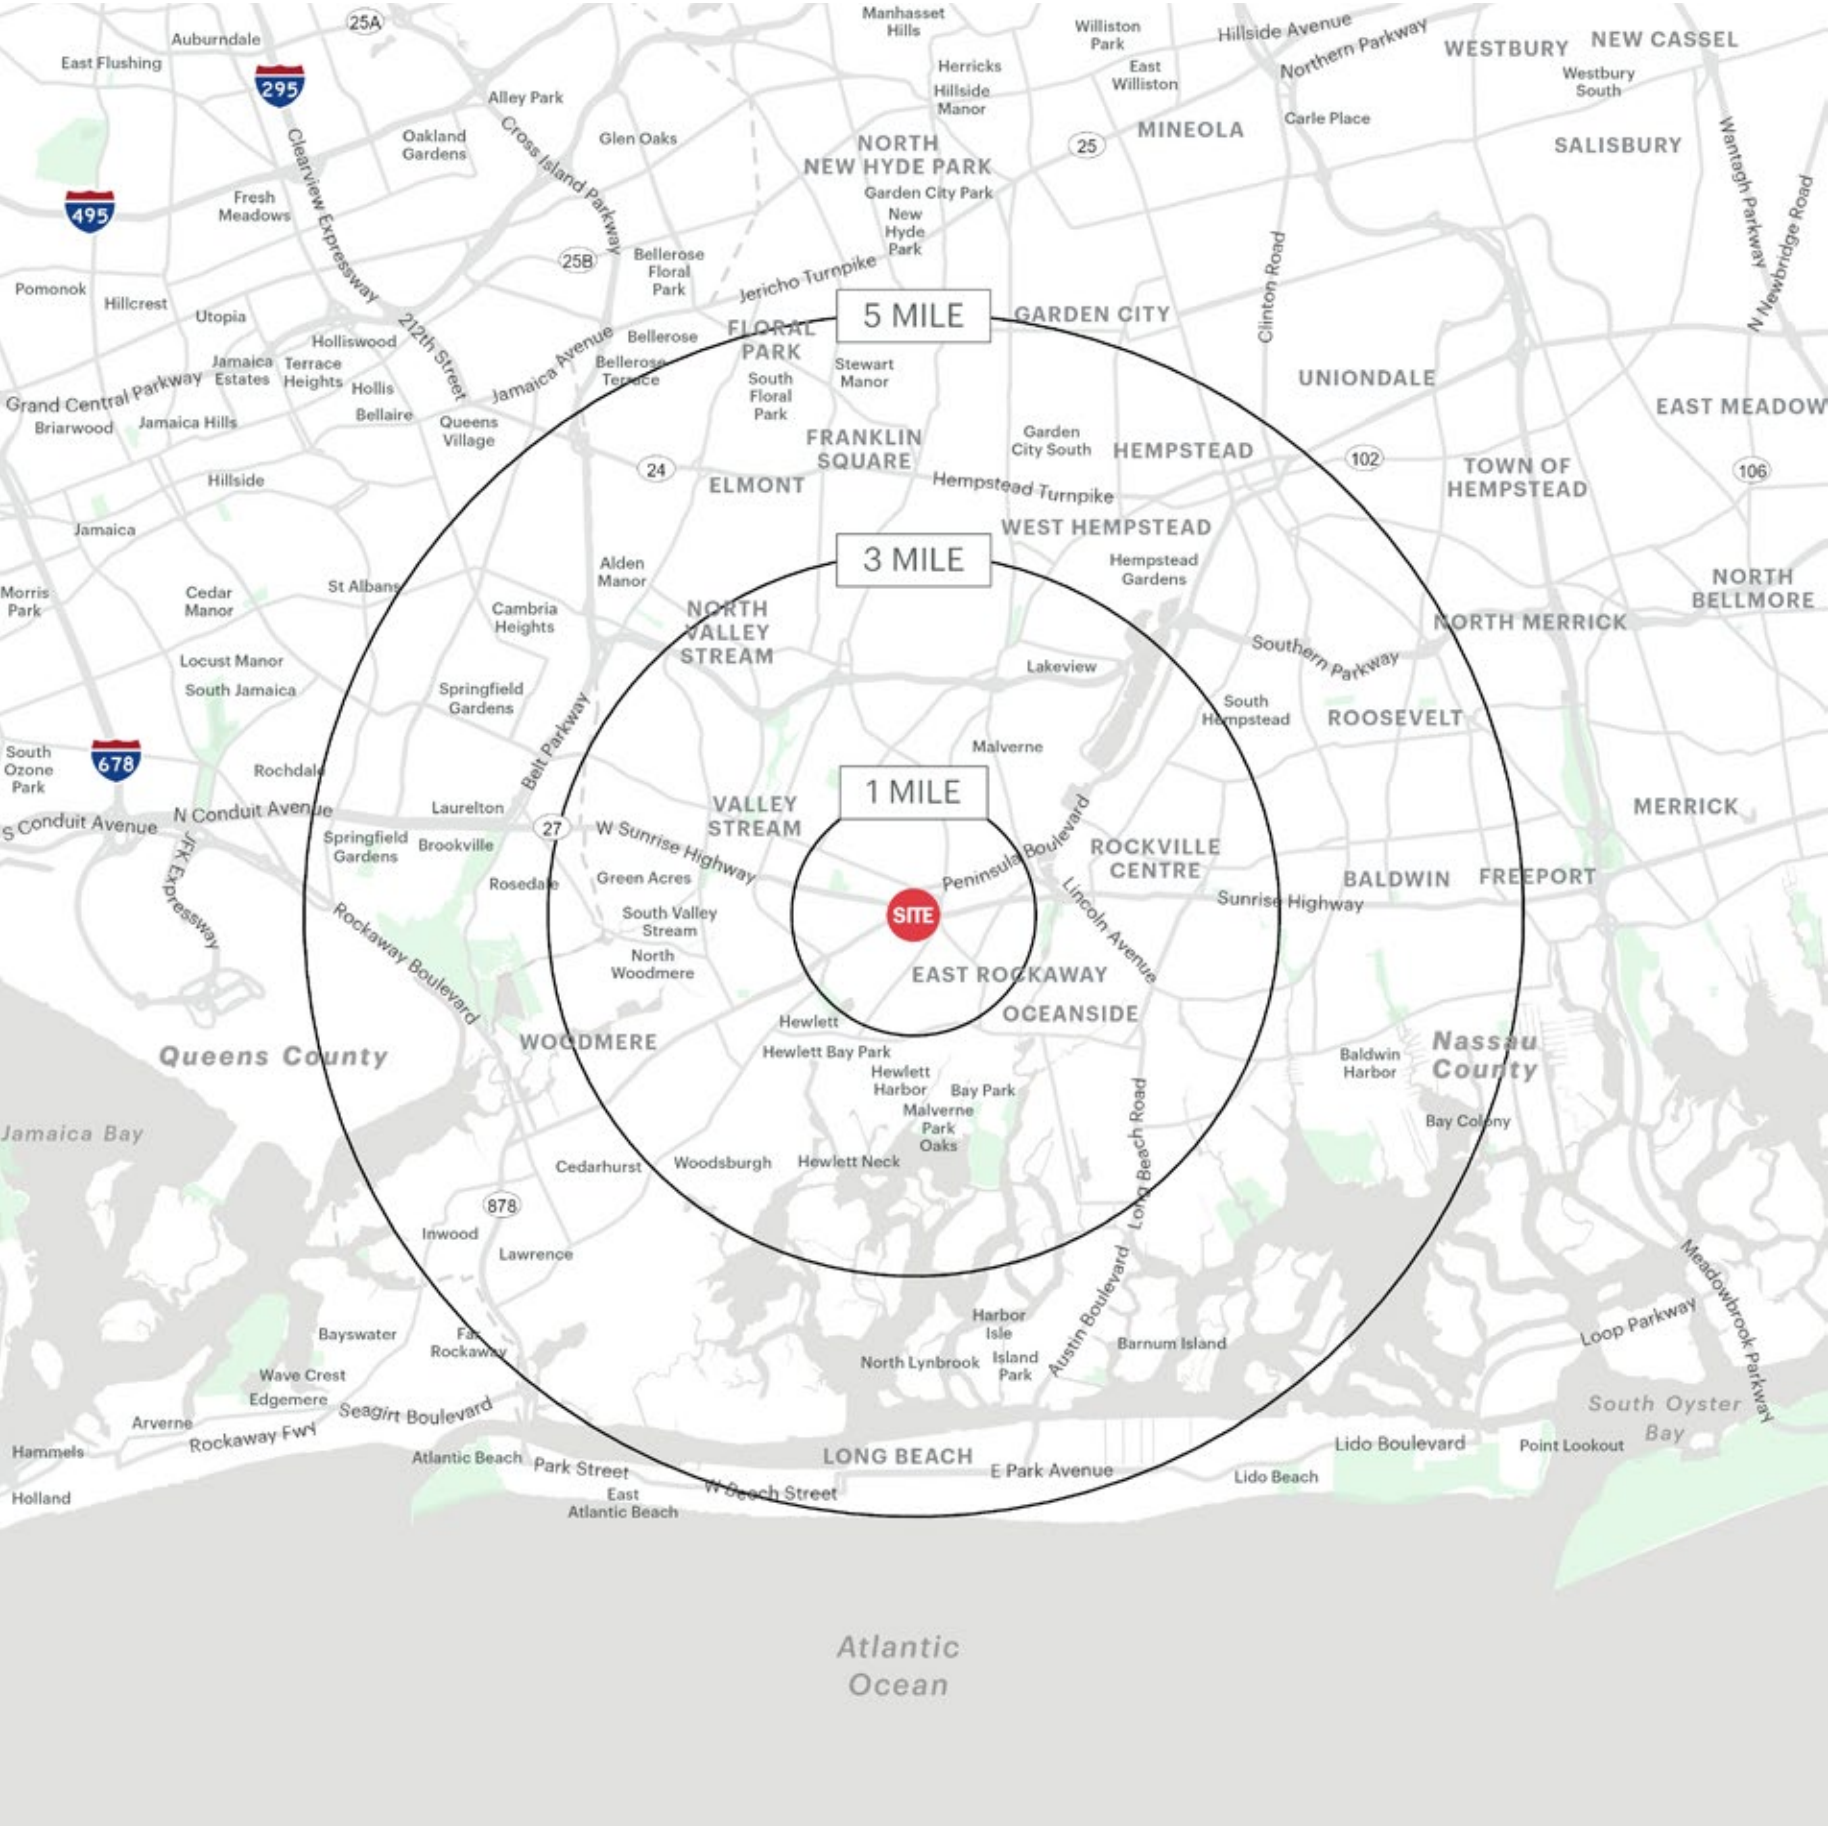 25A
Auburndale
East Flushing
295
Manhasset
Hills
Williston
Park
Hillside Avenue
Northern Parkway
WESTBURY
NEW CASSEL
Westbury
South
Herricks
Hillside
Manor
East
Williston
Alley Park
Carle Place
Oakland
Gardens
Cross Island Parkway
Glen Oaks
NORTH
NEW HYDE PARK
25
MINEOLA
SALISBURY
Wantagh Parkway
N Newbridge Road
Clearview Expressway
495
Fresh
Meadows
Garden City Park
New
Hyde
Park
25B
Bellerose
Floral
Park
Jericho Turnpike
Clinton Road
Pomonok
Hillcrest
Utopia
Holliswood
212th Street
Jamaica Avenue
Bellerose
FLORAL
PARK
5 MILE
GARDEN CITY
Jamaica
Estates
Terrace
Heights
Hollis
Bellerose
Terrace
Stewart
Manor
South
Floral
Park
UNIONDALE
EAST MEADOW
Grand Central Parkway
Briarwood
Jamaica Hills
Bellaire
Queens
Village
FRANKLIN
SQUARE
Garden
City South
HEMPSTEAD
102
TOWN OF
HEMPSTEAD
106
Hillside
24
ELMONT
Hempstead Turnpike
Jamaica
WEST HEMPSTEAD
3 MILE
Hempstead
Gardens
Alden
Manor
Morris
Park
Cedar
Manor
St Albans
Cambria
Heights
NORTH
VALLEY
STREAM
NORTH
BELLMORE
NORTH MERRICK
Southern Parkway
Locust Manor
South Jamaica
Springfield
Gardens
Lakeview
South
Hempstead
ROOSEVELT
Belt Parkway
Malverne
South
Ozone
Park
678
Rochdale
1 MILE
N Conduit Avenue
S Conduit Avenue
Laurelton
VALLEY
STREAM
MERRICK
27
W Sunrise Highway
Peninsula Boulevard
Springfield
Gardens
Brookville
ROCKVILLE
CENTRE
JFK Expressway
Rosedale
Green Acres
BALDWIN
FREEPORT
Lincoln Avenue
Sunrise Highway
SITE
Rockaway Boulevard
South Valley
Stream
North
Woodmere
EAST ROCKAWAY
OCEANSIDE
Hewlett
WOODMERE
Queens County
Hewlett Bay Park
Hewlett
Harbor
Bay Park
Baldwin
Harbor
Nassau
County
Malverne
Park
Oaks
Bay Colony
Jamaica Bay
Long Beach Road
Cedarhurst
Woodsburgh
Hewlett Neck
878
Inwood
Lawrence
Austin Boulevard
Meadowbrook Parkway
Loop Parkway
Bayswater
Far
Rockaway
Harbor
Isle
Barnum Island
North Lynbrook
Island
Park
Wave Crest
Edgemere
Seagirt Boulevard
Arverne
Rockaway Fwy
South Oyster
Bay
Hammels
Atlantic Beach
Park Street
LONG BEACH
E Park Avenue
Lido Boulevard
Point Lookout
Lido Beach
Holland
East
Atlantic Beach
W Beech Street
Atlantic
Ocean